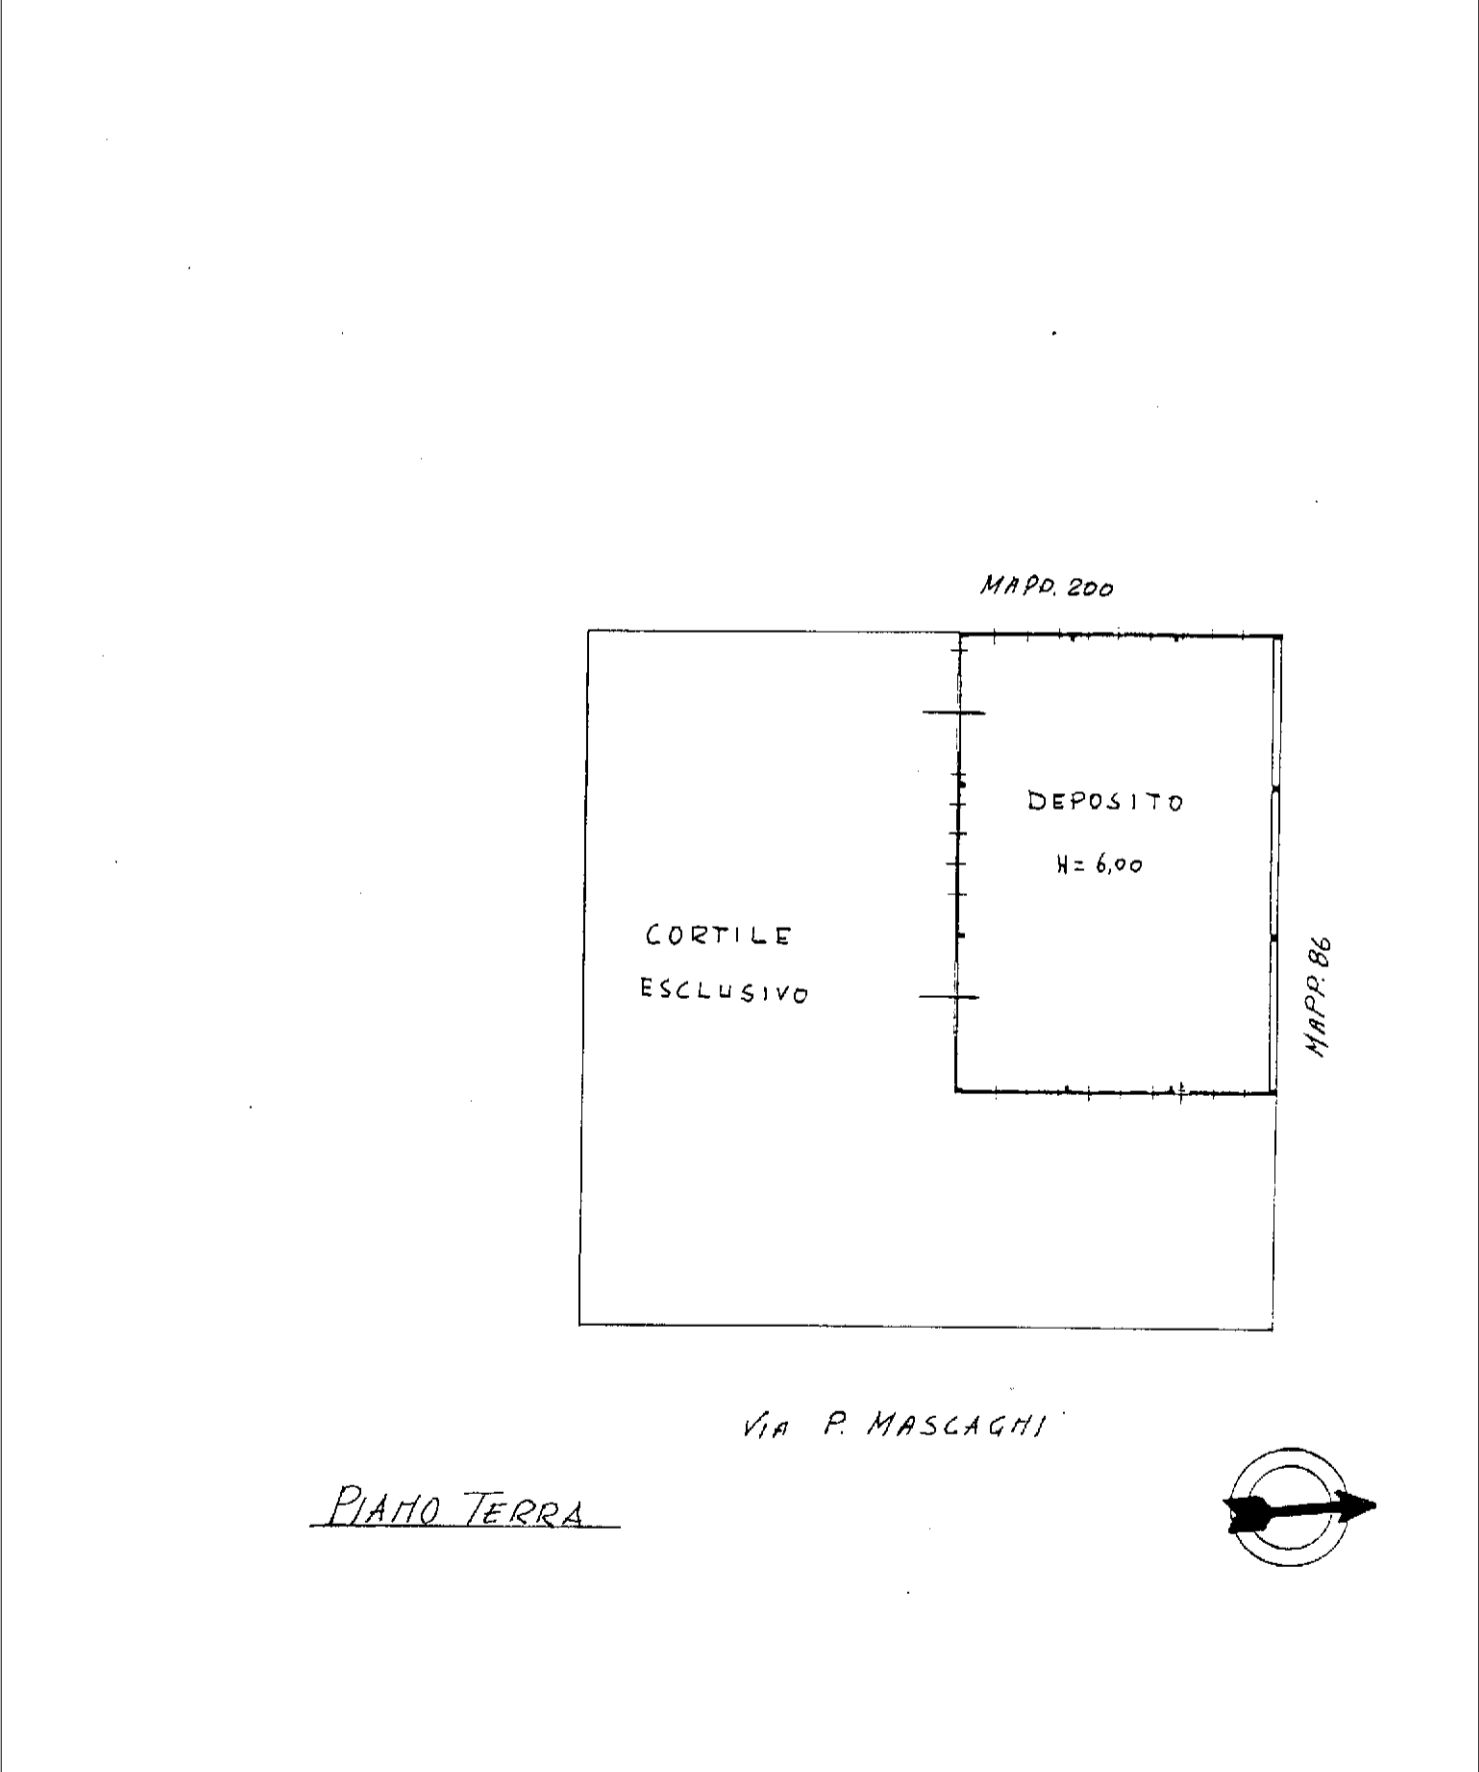 MAPP. 200
DEPOSITO
H = 6,00
CORTILE
ESCLUSIVO
MAPP. 86
VIA P. MASCAGNI
PIANO TERRA